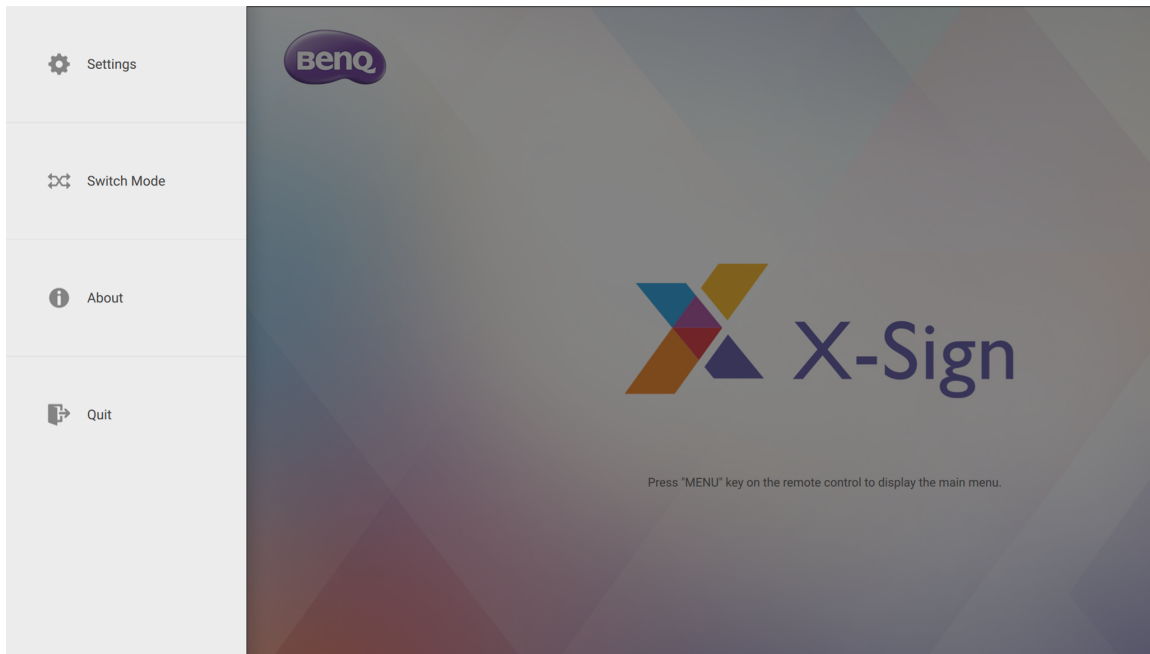 Settings
Switch Mode
About
Quit
BenQ
X-Sign
Press "MENU" key on the remote control to display the main menu.